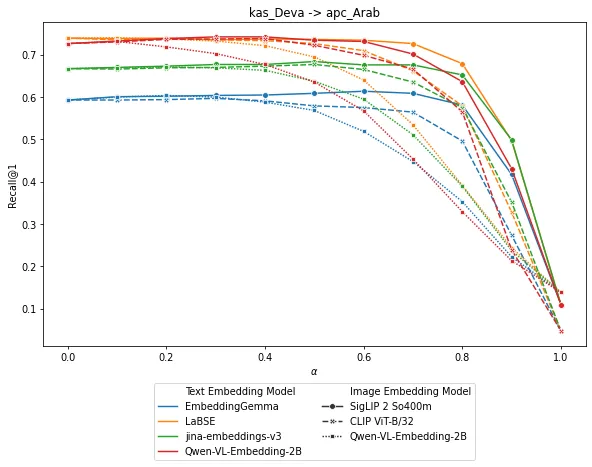 kas_Deva -> apc_Arab
Recall@1
0.7
0.6
0.5
0.4
0.3
0.2
0.1
0.0 0.2 0.4 0.6 0.8 1.0
α
Text Embedding Model Image Embedding Model
EmbeddingGemma SigLIP 2 So400m
LaBSE CLIP ViT-B/32
jina-embeddings-v3 Qwen-VL-Embedding-2B
Qwen-VL-Embedding-2B